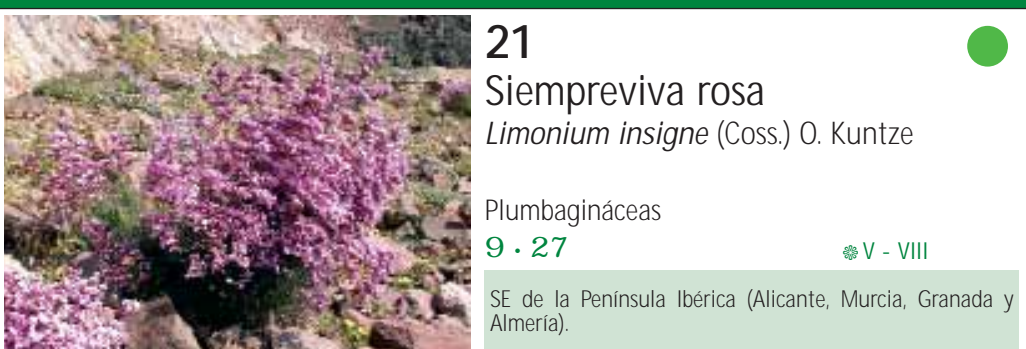 21
Siempreviva rosa
Limonium insigne (Coss.) O. Kuntze
Plumbagináceas
9 · 27 ❁ V - VIII
SE de la Península Ibérica (Alicante, Murcia, Granada y
Almería).